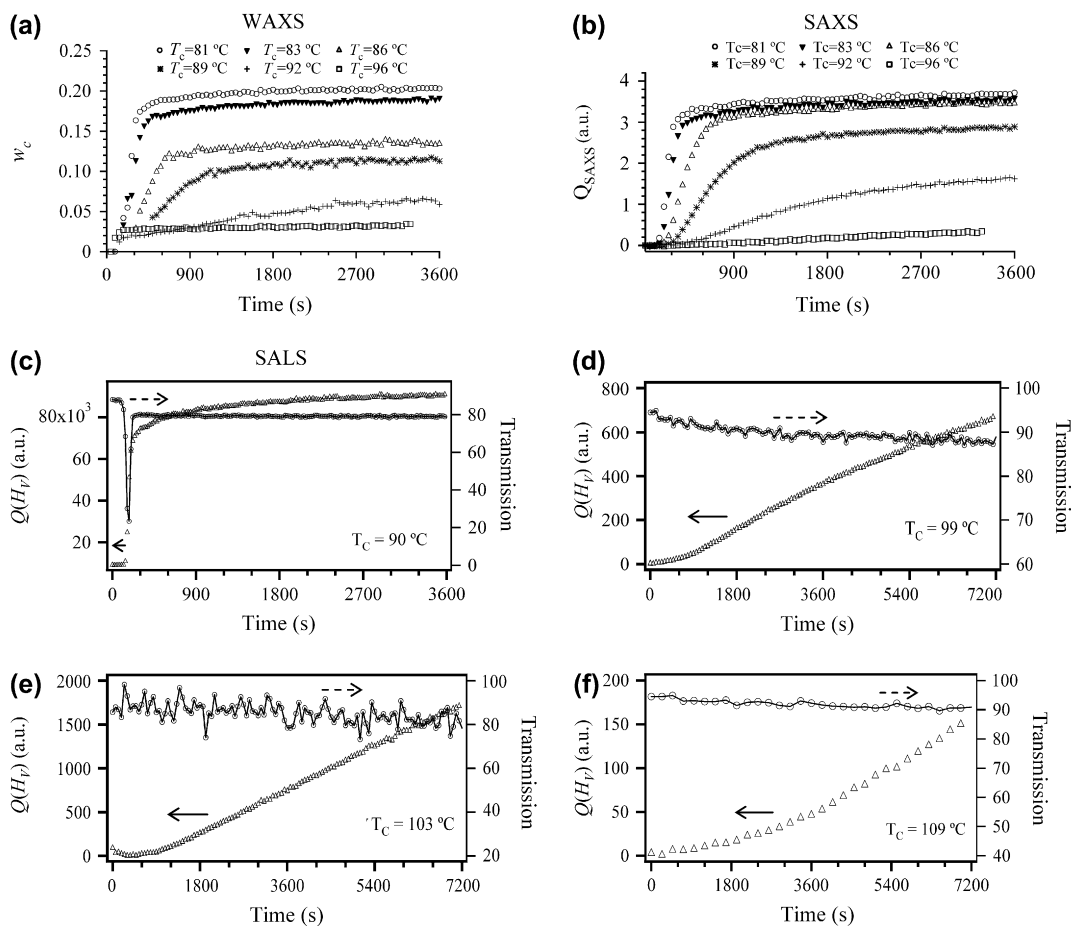 (a) WAXS
T_c=81 ºC T_c=83 ºC T_c=86 ºC
T_c=89 ºC T_c=92 ºC T_c=96 ºC
0.25
0.20
0.15
0.10
0.05
0
w_c
0 900 1800 2700 3600
Time (s)
(b) SAXS
Tc=81 ºC Tc=83 ºC Tc=86 ºC
Tc=89 ºC Tc=92 ºC Tc=96 ºC
4
3
2
1
0
Q_SAXS (a.u.)
900 1800 2700 3600
Time (s)
(c) SALS
80x10³
60
40
20
Q(H_V) (a.u.)
80
60
40
20
0
Transmission
T_C = 90 ºC
0 900 1800 2700 3600
Time (s)
(d)
800
600
400
200
0
Q(H_V) (a.u.)
100
90
80
70
60
Transmission
T_C = 99 ºC
0 1800 3600 5400 7200
Time (s)
(e)
2000
1500
1000
500
0
Q(H_V) (a.u.)
100
80
60
40
20
Transmission
'T_C = 103 ºC
0 1800 3600 5400 7200
Time (s)
(f)
200
150
100
50
0
Q(H_V) (a.u.)
100
90
80
70
60
50
40
Transmission
T_C = 109 ºC
0 1800 3600 5400 7200
Time (s)